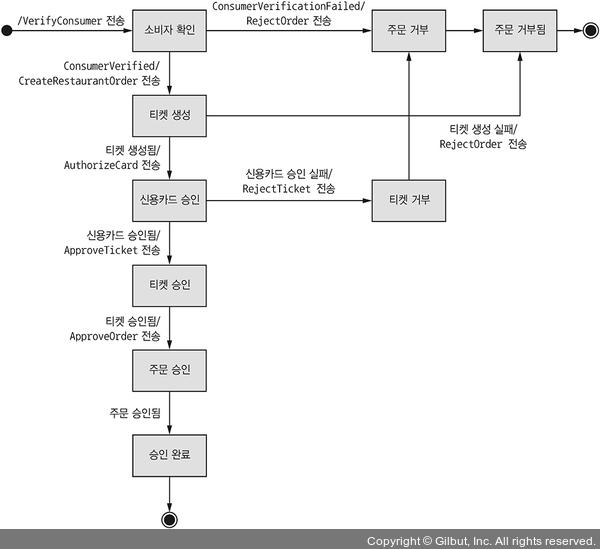 ConsumerVerificationFailed/
RejectOrder 전송
/VerifyConsumer 전송
소비자 확인
주문 거부
주문 거부됨
ConsumerVerified/
CreateRestaurantOrder 전송
티켓 생성
티켓 생성 실패/
RejectOrder 전송
티켓 생성됨/
AuthorizeCard 전송
신용카드 승인 실패/
RejectTicket 전송
신용카드 승인
티켓 거부
신용카드 승인됨/
ApproveTicket 전송
티켓 승인
티켓 승인됨/
ApproveOrder 전송
주문 승인
주문 승인됨
승인 완료
Copyright © Gilbut, Inc. All rights reserved.